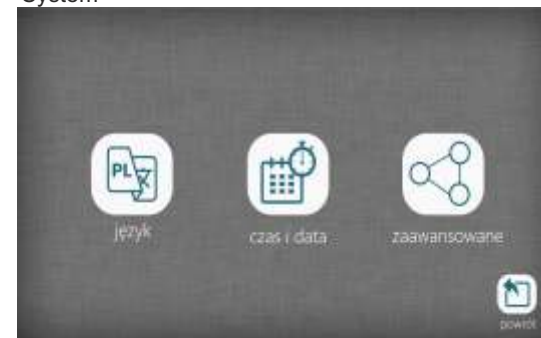 System
PL
język
czas i data
zaawansowane
powrót